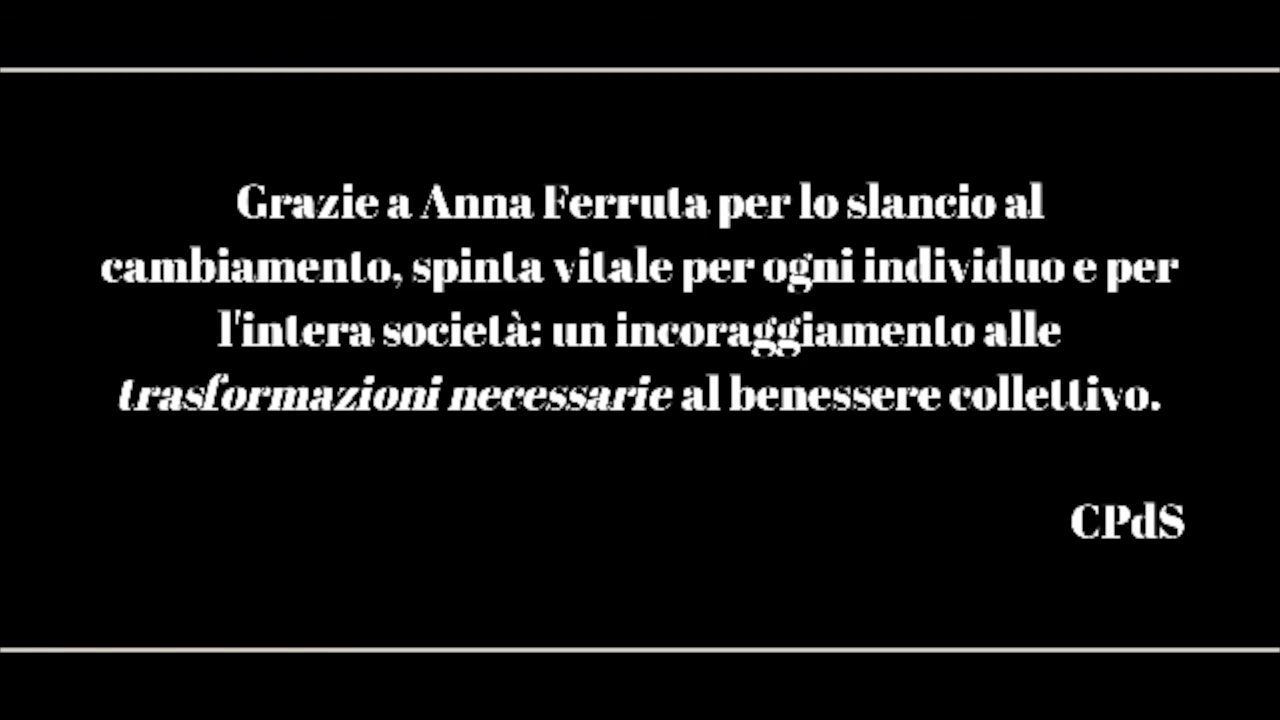 Grazie a Anna Ferruta per lo slancio al
cambiamento, spinta vitale per ogni individuo e per
l'intera società: un incoraggiamento alle
trasformazioni necessarie al benessere collettivo.
CPdS